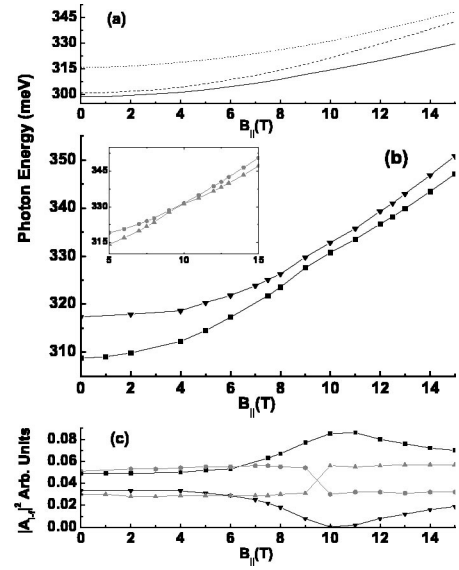 (a)
345
330
315
300
0 2 4 6 8 10 12 14
B||(T)
Photon Energy (meV)
(b)
350
340
330
320
310
345
330
315
5 10 15
0 2 4 6 8 10 12 14
B||(T)
(c)
|A_i,f|² Arb. Units
0.08
0.06
0.04
0.02
0.00
0 2 4 6 8 10 12 14
B||(T)